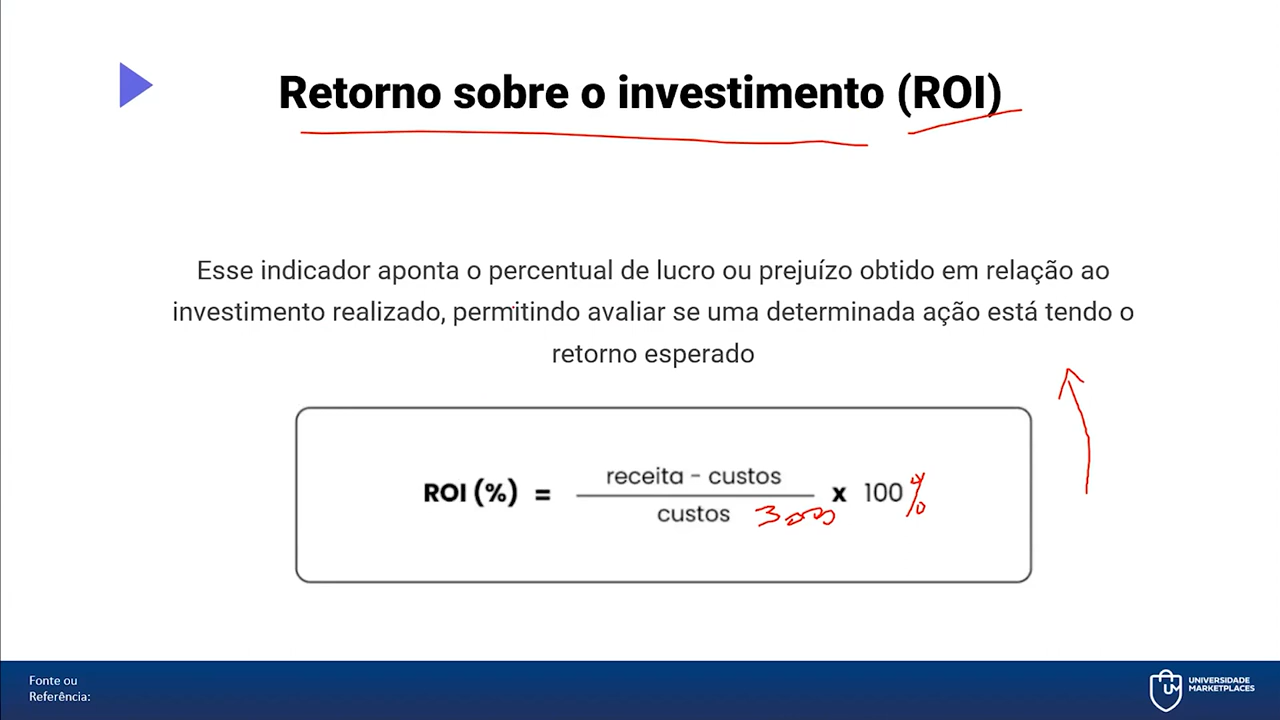 Retorno sobre o investimento (ROI)
Esse indicador aponta o percentual de lucro ou prejuízo obtido em relação ao
investimento realizado, permitindo avaliar se uma determinada ação está tendo o
retorno esperado
receita - custos
ROI (%) = x 100 %
custos 3000
Fonte ou
Referência:
UM
UNIVERSIDADE
MARKETPLACES